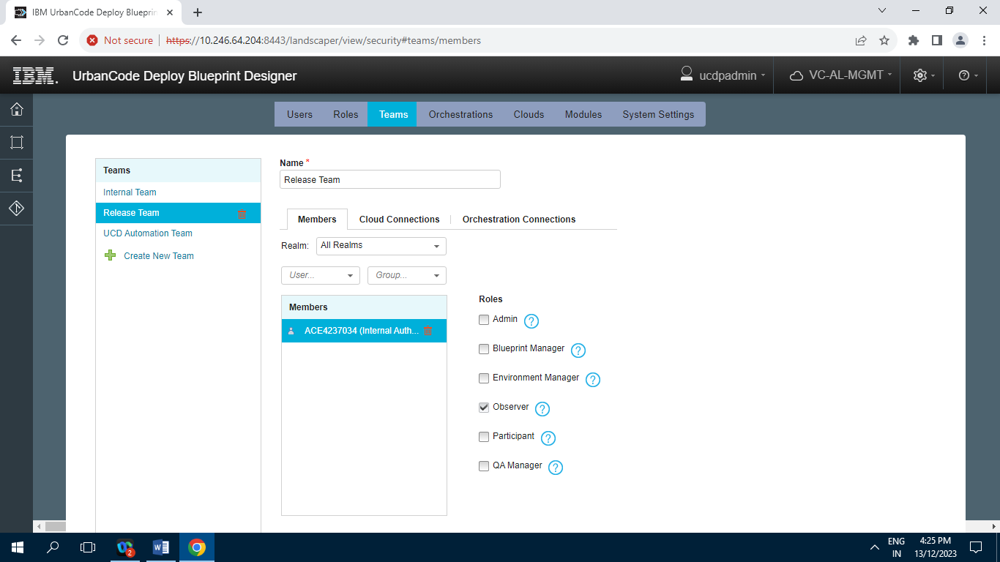 IBM UrbanCode Deploy Blueprin
Not secure https://10.246.64.204:8443/landscaper/view/security#teams/members
IBM. UrbanCode Deploy Blueprint Designer ucdpadmin VC-AL-MGMT
Users Roles Teams Orchestrations Clouds Modules System Settings
Teams
Internal Team
Release Team
UCD Automation Team
Create New Team
Name *
Release Team
Members Cloud Connections Orchestration Connections
Realm: All Realms
User... Group...
Members
ACE4237034 (Internal Auth...
Roles
Admin ?
Blueprint Manager ?
Environment Manager ?
Observer ?
Participant ?
QA Manager ?
2
W
ENG
IN
4:25 PM
13/12/2023